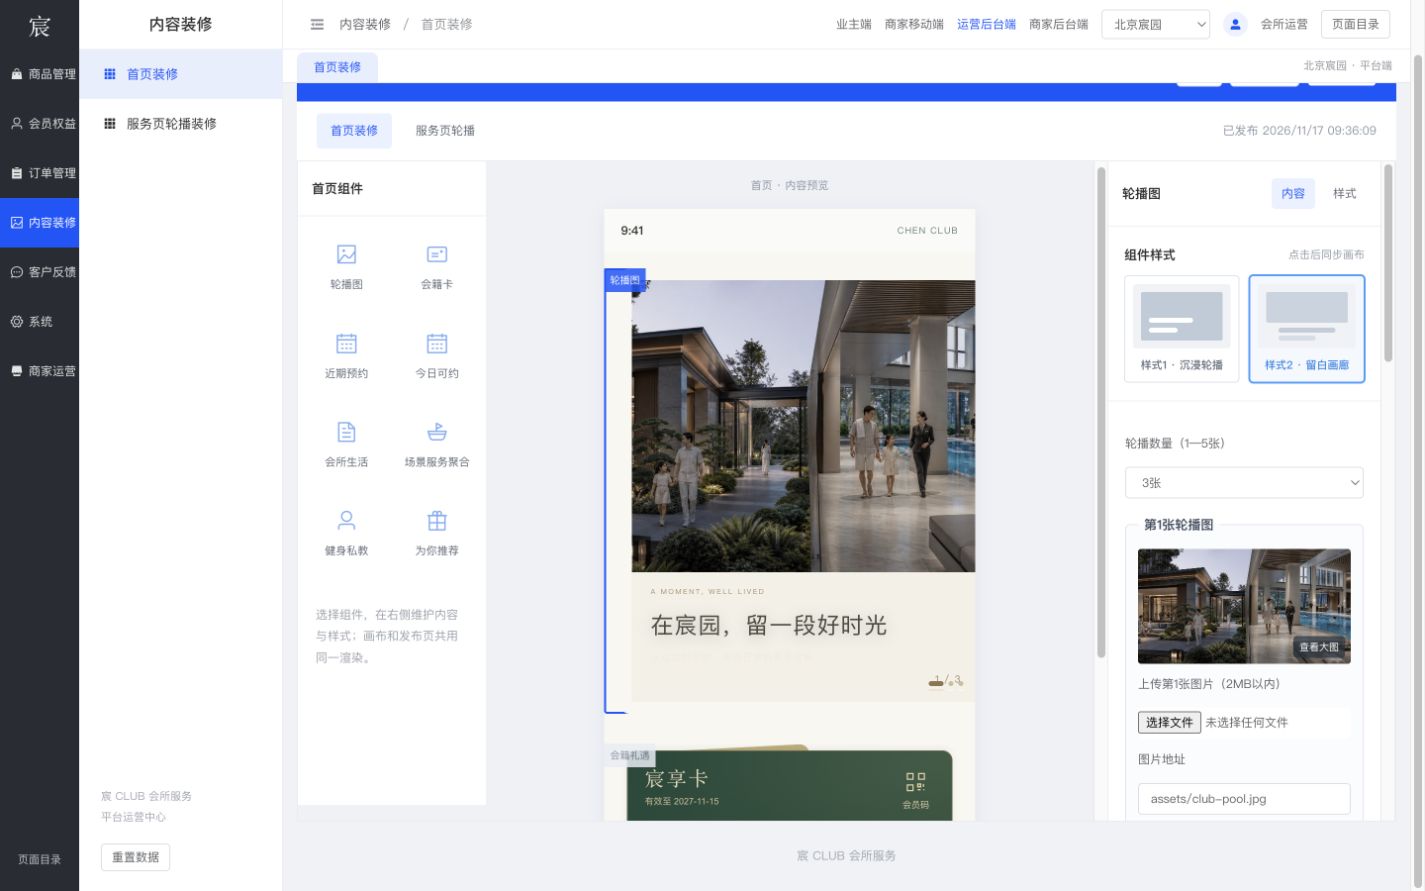 宸
商品管理
会员权益
订单管理
内容装修
客户反馈
系统
商家运营
页面目录
内容装修
首页装修
服务页轮播装修
宸 CLUB 会所服务
平台运营中心
重置数据
内容装修 / 首页装修
业主端
商家移动端
运营后台端
商家后台端
北京宸园
会所运营
页面目录
首页装修
北京宸园 · 平台端
首页装修
服务页轮播
已发布 2026/11/17 09:36:09
首页组件
轮播图
会籍卡
近期预约
今日可约
会所生活
场景服务聚合
健身私教
为你推荐
选择组件，在右侧维护内容
与样式；画布和发布页共用
同一渲染。
首页 · 内容预览
9:41
CHEN CLUB
轮播图
A MOMENT, WELL LIVED
在宸园，留一段好时光
1 / 3
会籍礼遇
宸享卡
有效至 2027-11-15
会员码
轮播图
内容
样式
组件样式
点击后同步画布
样式1 · 沉浸轮播
样式2 · 留白画廊
轮播数量（1—5张）
3张
第1张轮播图
查看大图
上传第1张图片（2MB以内）
选择文件 未选择任何文件
图片地址
assets/club-pool.jpg
宸 CLUB 会所服务